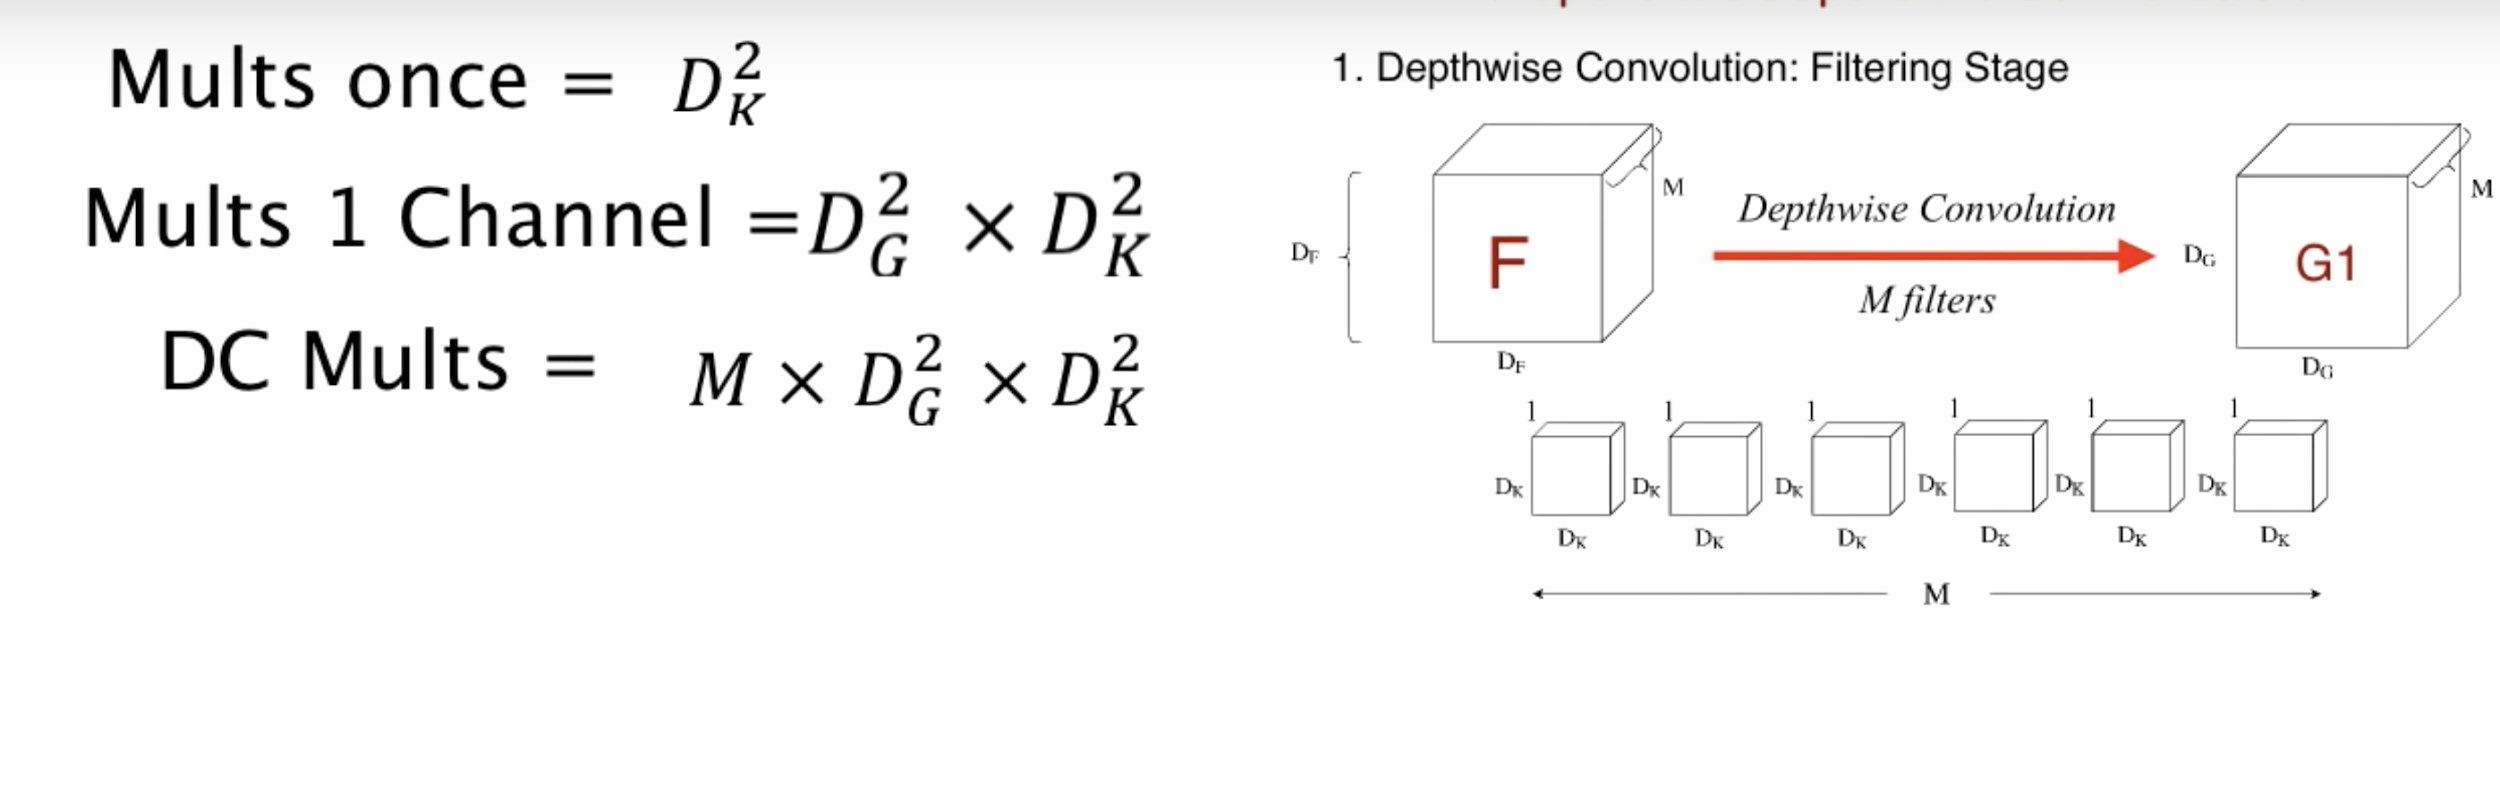 Mults once = D_K^2
Mults 1 Channel =D_G^2 × D_K^2
DC Mults = M × D_G^2 × D_K^2
1. Depthwise Convolution: Filtering Stage
M
M
Depthwise Convolution
D_F
F
D_G
G1
M filters
D_F
D_G
1 1 1 1 1 1
D_K D_K D_K D_K D_K D_K
D_K D_K D_K D_K D_K D_K
M